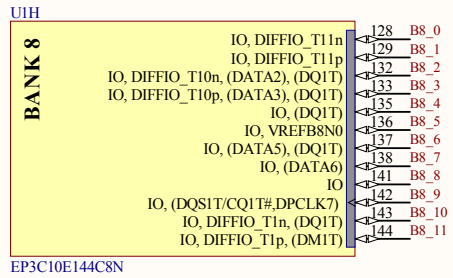 U1H
BANK 8
IO, DIFFIO_T11n 128 B8_0
IO, DIFFIO_T11p 129 B8_1
IO, DIFFIO_T10n, (DATA2), (DQ1T) 132 B8_2
IO, DIFFIO_T10p, (DATA3), (DQ1T) 133 B8_3
IO, (DQ1T) 135 B8_4
IO, VREFB8N0 136 B8_5
IO, (DATA5), (DQ1T) 137 B8_6
IO, (DATA6) 138 B8_7
IO 141 B8_8
IO, (DQS1T/CQ1T#,DPCLK7) 142 B8_9
IO, DIFFIO_T1n, (DQ1T) 143 B8_10
IO, DIFFIO_T1p, (DM1T) 144 B8_11
EP3C10E144C8N